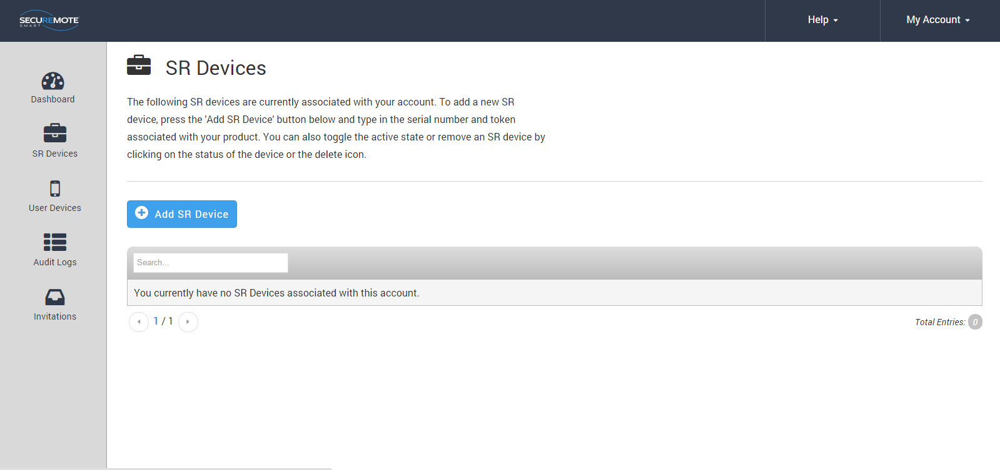 SECUREMOTE
SMART
Help
My Account
Dashboard
SR Devices
User Devices
Audit Logs
Invitations
SR Devices
The following SR devices are currently associated with your account. To add a new SR
device, press the 'Add SR Device' button below and type in the serial number and token
associated with your product. You can also toggle the active state or remove an SR device by
clicking on the status of the device or the delete icon.
Add SR Device
Search...
You currently have no SR Devices associated with this account.
1 / 1
Total Entries: 0